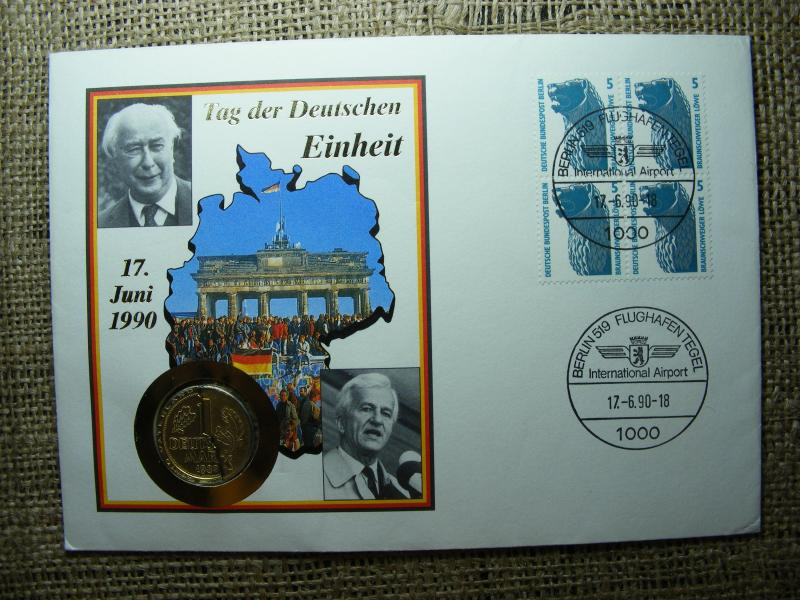 Tag der Deutschen
Einheit
17.
Juni
1990
1
DEUTSCHE
MARK
5
5
5
5
DEUTSCHE BUNDESPOST BERLIN
DEUTSCHE BUNDESPOST BERLIN
BRAUNSCHWEIGER LÖWE
BRAUNSCHWEIGER LÖWE
BERLIN 519 FLUGHAFEN TEGEL
International Airport
17.-6.90-18
1000
BERLIN 519 FLUGHAFEN TEGEL
International Airport
17.-6.90-18
1000